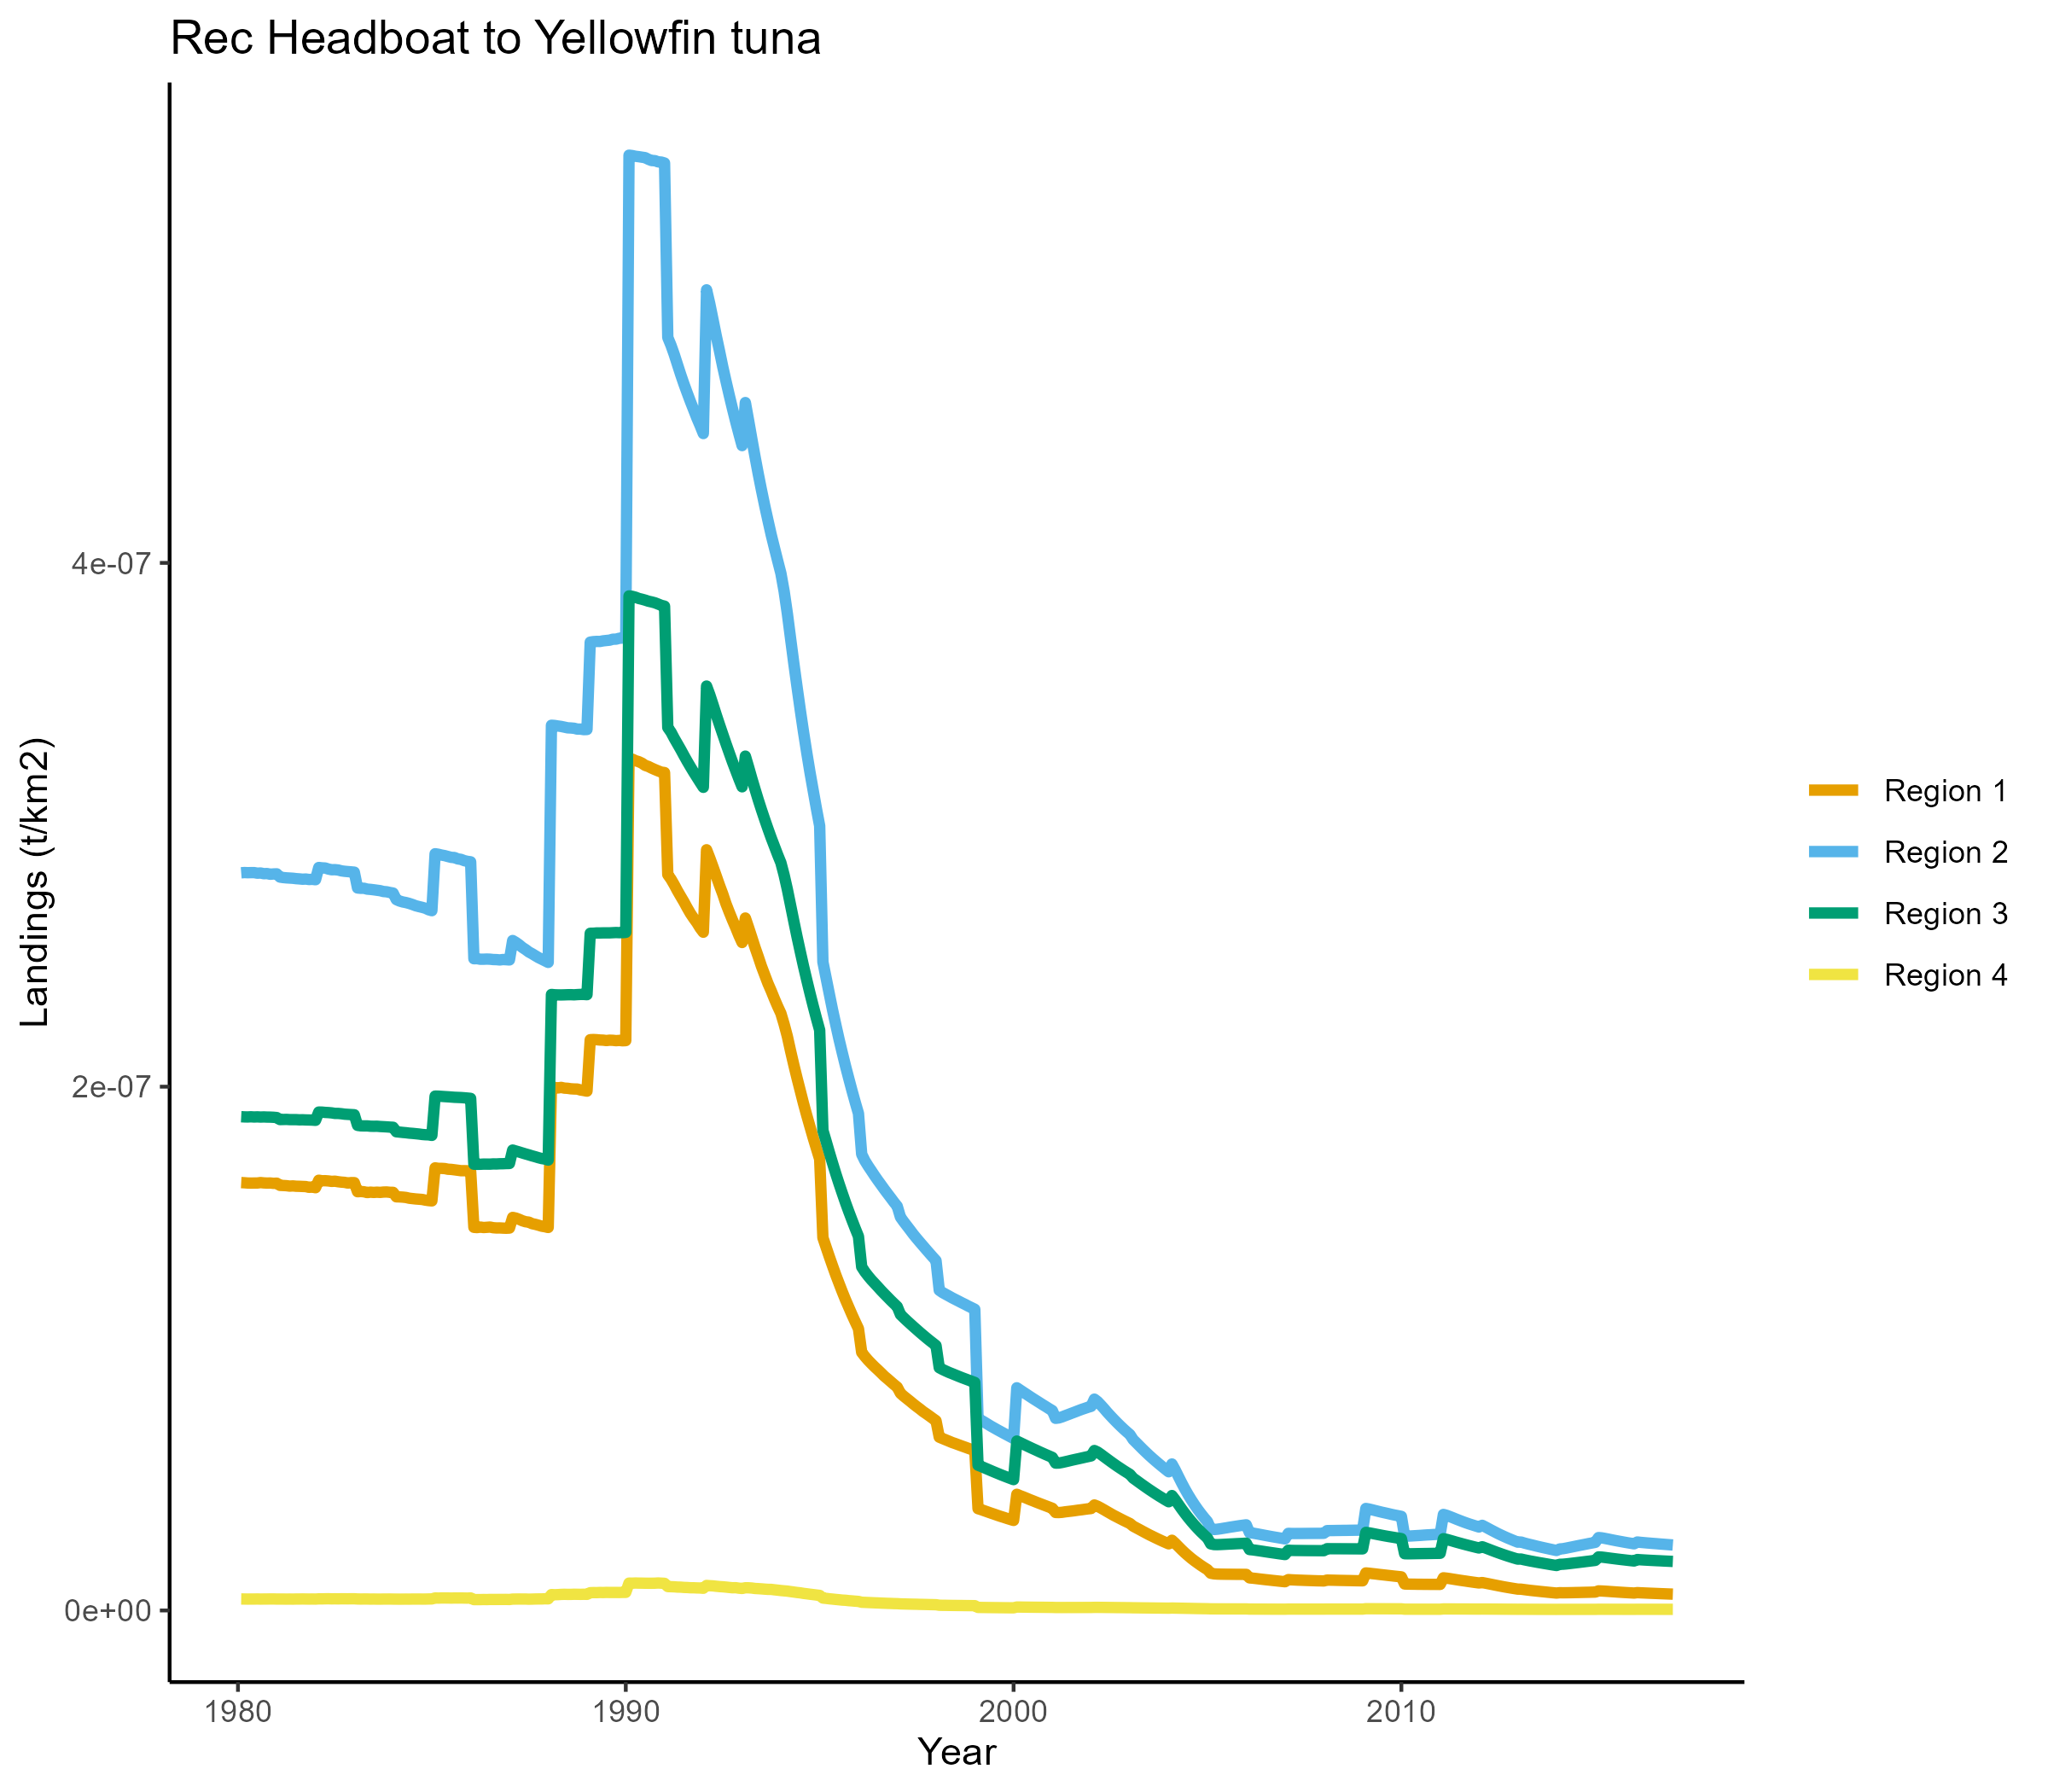 Rec Headboat to Yellowfin tuna
Landings (t/km2)
4e-07
2e-07
0e+00
1980
1990
2000
2010
Year
Region 1
Region 2
Region 3
Region 4